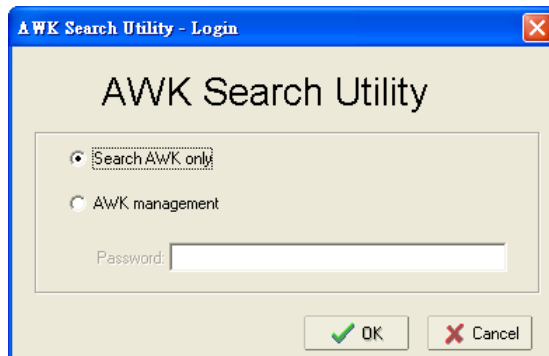 AWK Search Utility - Login
AWK Search Utility
Search AWK only
AWK management
Password:
OK Cancel